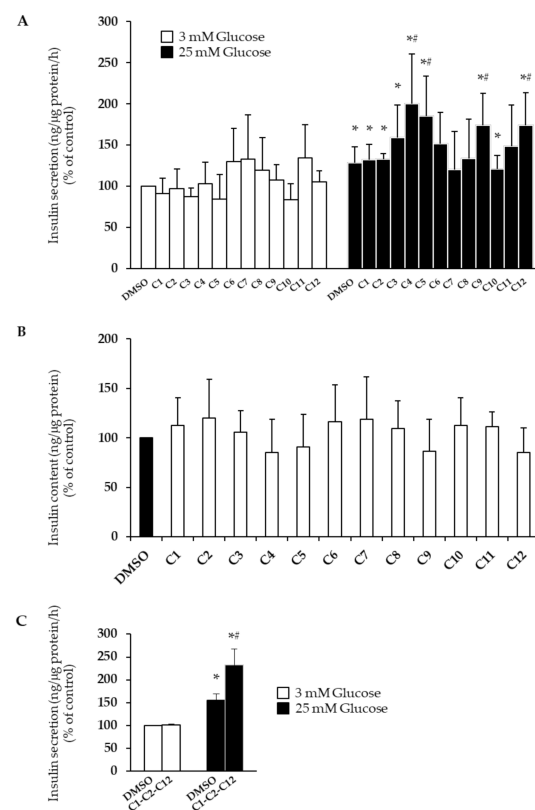 A
Insulin secretion (ng/µg protein/h)
(% of control)
300
250
200
150
100
50
0
3 mM Glucose
25 mM Glucose
* * * * *# *# *# * *#
DMSO C1 C2 C3 C4 C5 C6 C7 C8 C9 C10 C11 C12 DMSO C1 C2 C3 C4 C5 C6 C7 C8 C9 C10 C11 C12
B
Insulin content (ng/µg protein)
(% of control)
200
150
100
50
0
DMSO C1 C2 C3 C4 C5 C6 C7 C8 C9 C10 C11 C12
C
Insulin secretion (ng/µg protein/h)
(% of control)
300
250
200
150
100
50
0
* *#
3 mM Glucose
25 mM Glucose
DMSO C1-C2-C12 DMSO C1-C2-C12